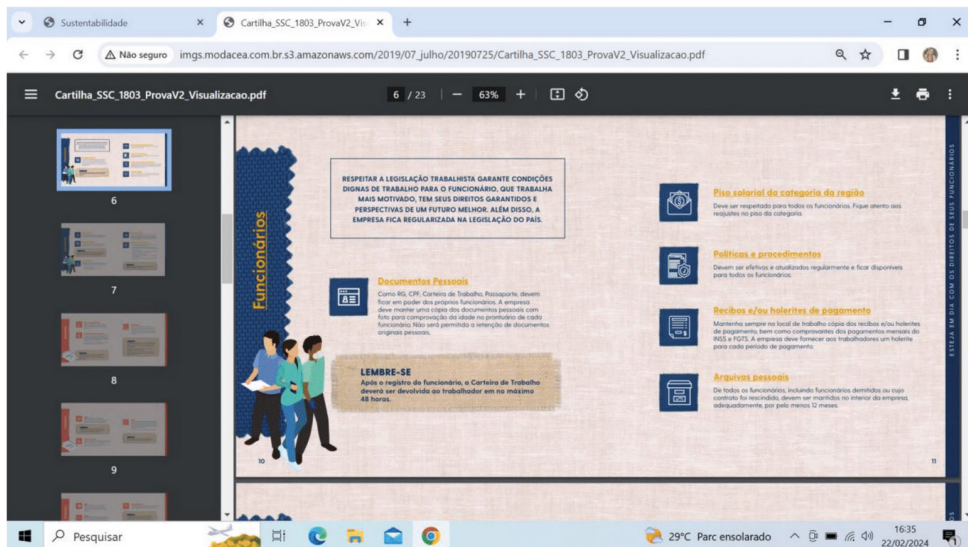 Sustentabilidade
Cartilha_SSC_1803_ProvaV2_Vis
Não seguro
imgs.modacea.com.br.s3.amazonaws.com/2019/07_julho/20190725/Cartilha_SSC_1803_ProvaV2_Visualizacao.pdf
Cartilha_SSC_1803_ProvaV2_Visualizacao.pdf
6 / 23
63%
6
7
8
9
Funcionários
RESPEITAR A LEGISLAÇÃO TRABALHISTA GARANTE CONDIÇÕES
DIGNAS DE TRABALHO PARA O FUNCIONÁRIO, QUE TRABALHA
MAIS MOTIVADO, TEM SEUS DIREITOS GARANTIDOS E
PERSPECTIVAS DE UM FUTURO MELHOR. ALÉM DISSO, A
EMPRESA FICA REGULARIZADA NA LEGISLAÇÃO DO PAÍS.
Documentos Pessoais
Como RG, CPF, Carteira de Trabalho, Passaporte, devem
ficar em poder dos próprios funcionários. A empresa
deve manter uma cópia dos documentos pessoais com
foto para comprovação da idade no prontuário de cada
funcionário. Não será permitida a retenção de documentos
originais pessoais.
LEMBRE-SE
Após o registro do funcionário, a Carteira de Trabalho
deverá ser devolvida ao trabalhador em no máximo
48 horas.
10
Piso salarial da categoria da região
Deve ser respeitado para todos os funcionários. Fique atento aos
reajustes no piso da categoria.
Políticas e procedimentos
Devem ser efetivas e atualizados regularmente e ficar disponíveis
para todos os funcionários.
Recibos e/ou holerites de pagamento
Mantenha sempre no local de trabalho cópia dos recibos e/ou holerites
de pagamento, bem como comprovantes dos pagamentos mensais do
INSS e FGTS. A empresa deve fornecer aos trabalhadores um holerite
para cada período de pagamento.
Arquivos pessoais
De todos os funcionários, incluindo funcionários demitidos ou cujo
contrato foi rescindido, devem ser mantidos no interior da empresa,
adequadamente, por pelo menos 12 meses.
11
ESTEJA EM DIA COM OS DIREITOS DE SEUS FUNCIONÁRIOS
Pesquisar
29°C Parc ensolarado
16:35
22/02/2024